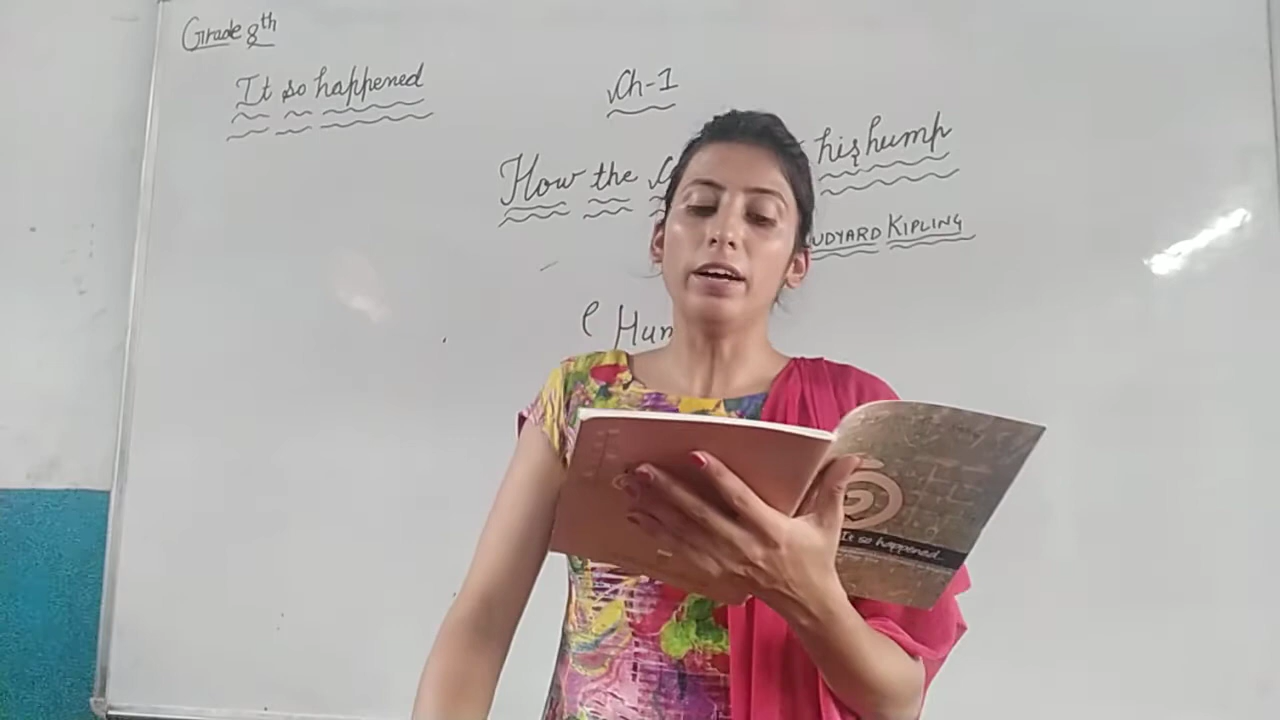 Grade 8th
It so happened
Ch-1
How the
his hump
UDYARD KIPLING
( Hum
It so happened...